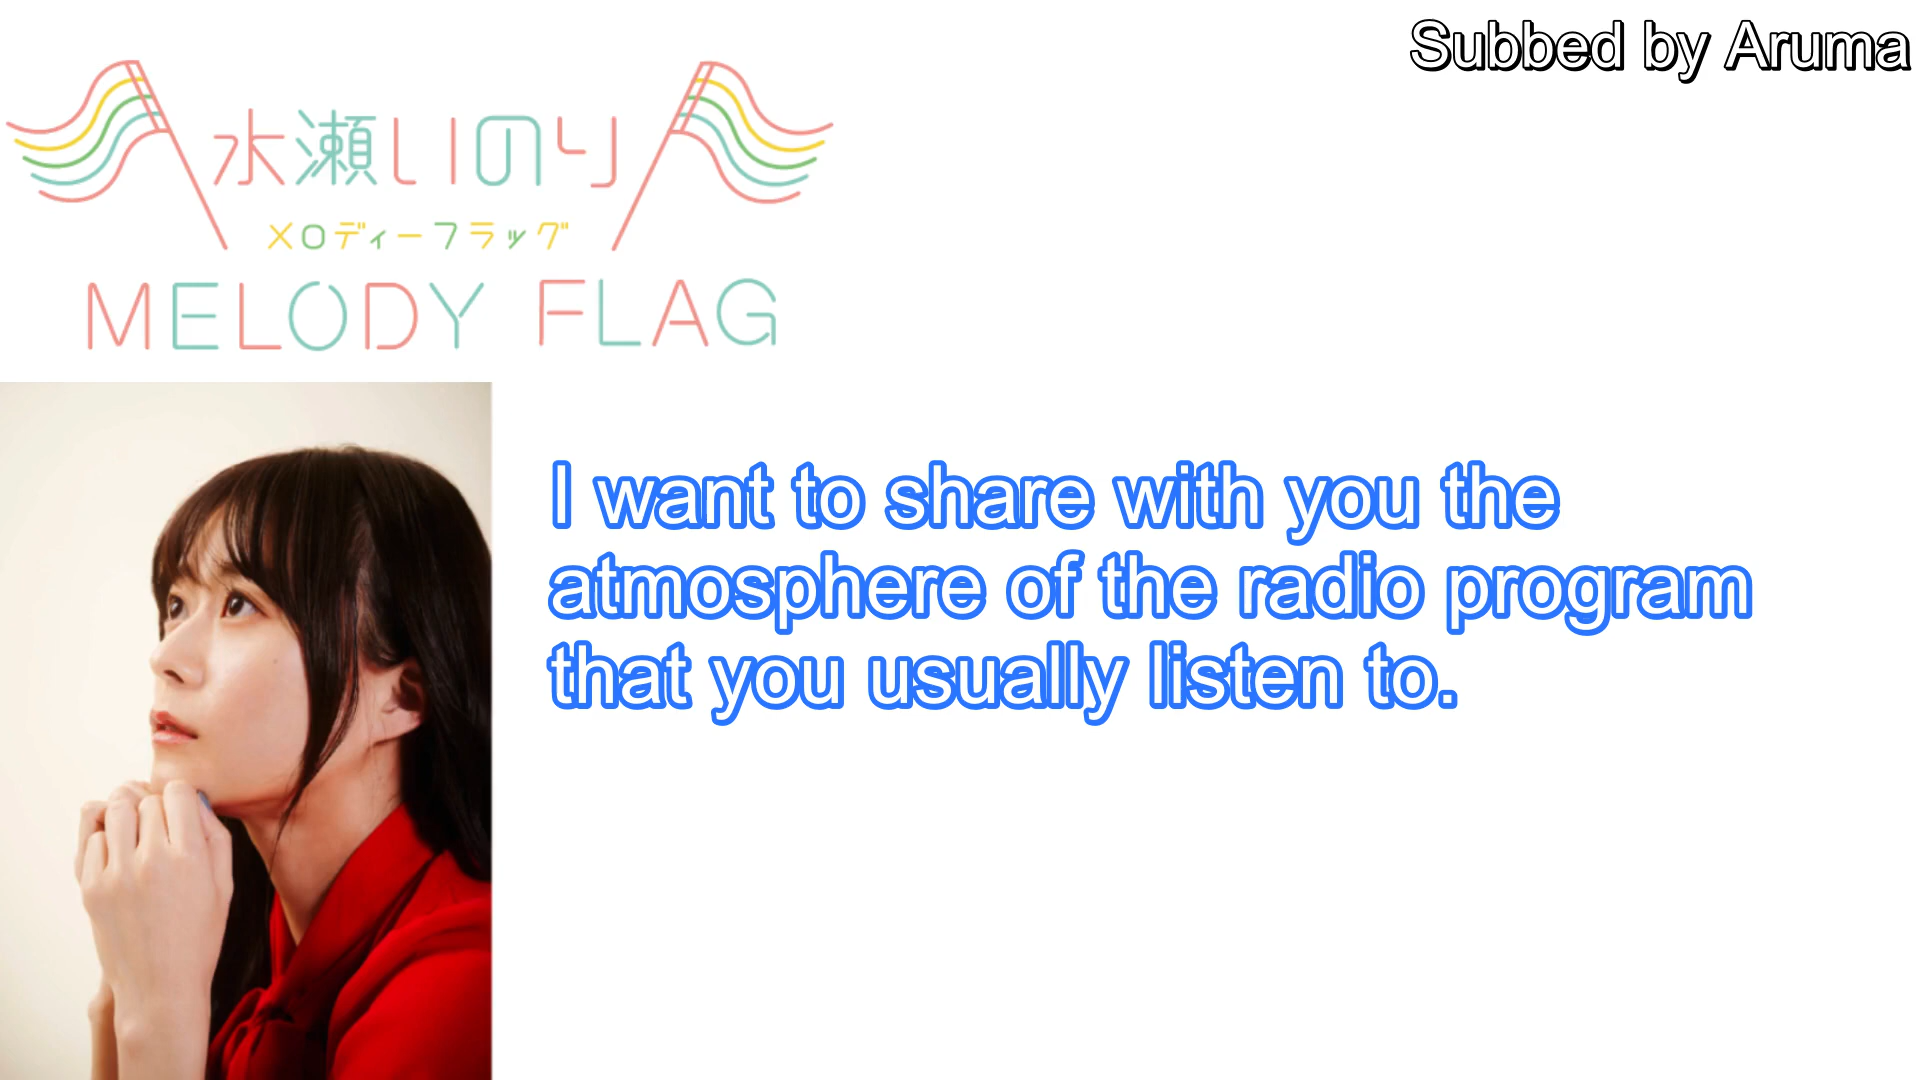 Subbed by Aruma
水瀬いのり
メロディーフラッグ
MELODY FLAG
I want to share with you the
atmosphere of the radio program
that you usually listen to.